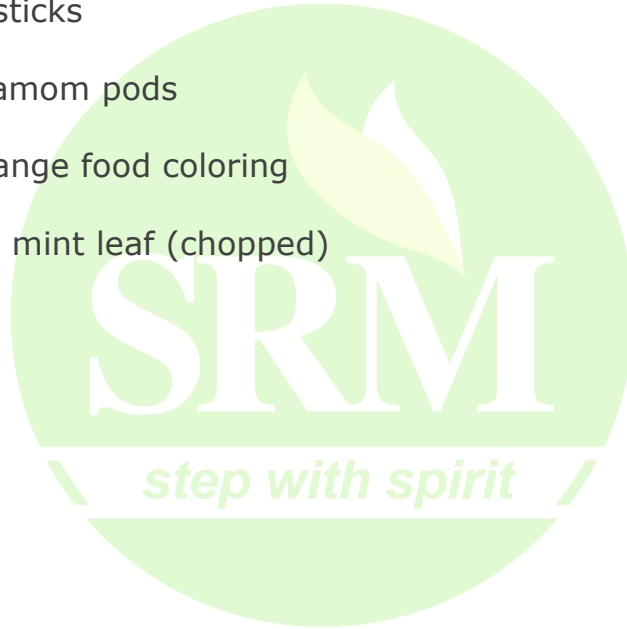 sticks
amom pods
ange food coloring
mint leaf (chopped)
SRM
step with spirit